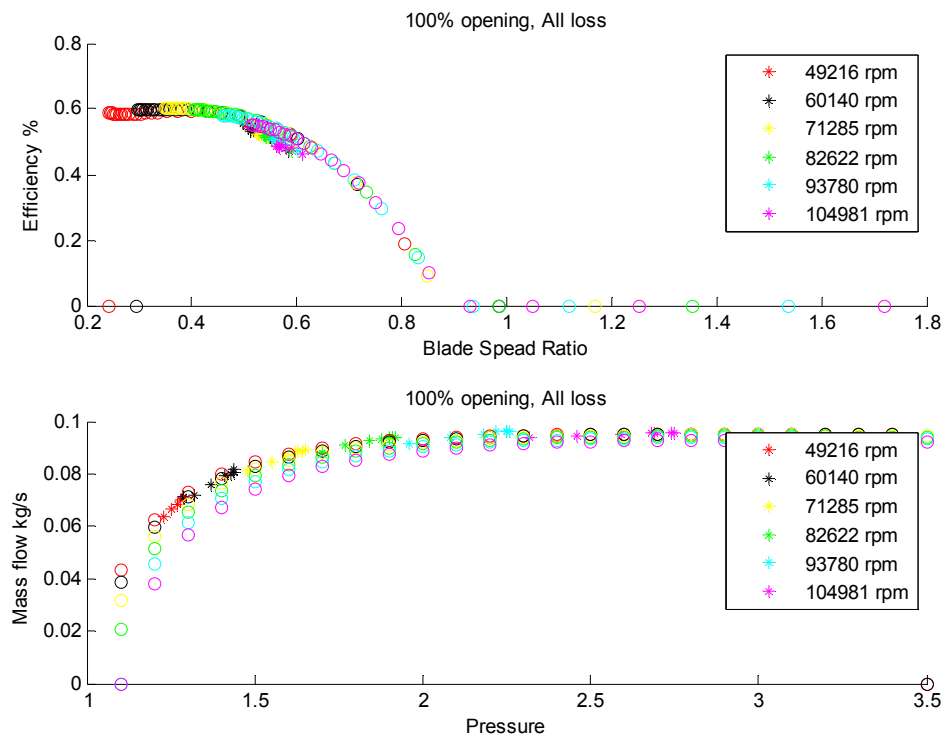 100% opening, All loss
0.8
0.6
0.4
0.2
0
Efficiency %
49216 rpm
60140 rpm
71285 rpm
82622 rpm
93780 rpm
104981 rpm
0.2 0.4 0.6 0.8 1 1.2 1.4 1.6 1.8
Blade Spead Ratio
100% opening, All loss
0.1
0.08
0.06
0.04
0.02
0
Mass flow kg/s
49216 rpm
60140 rpm
71285 rpm
82622 rpm
93780 rpm
104981 rpm
1 1.5 2 2.5 3 3.5
Pressure